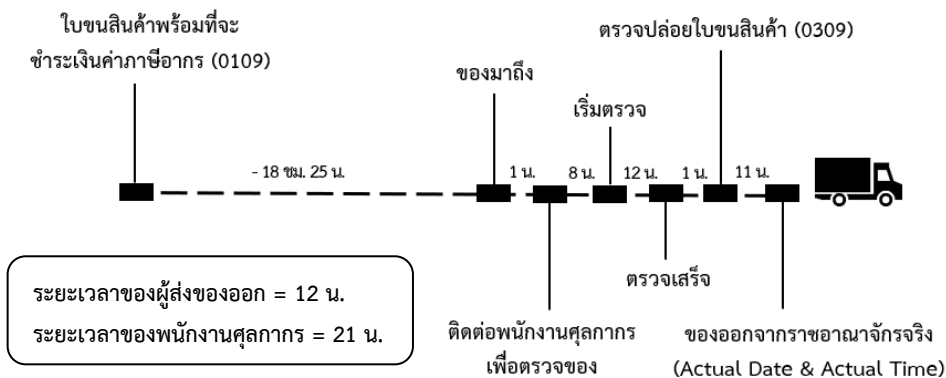 ใบขนสินค้าพร้อมที่จะ
ชำระเงินค่าภาษีอากร (0109)
ตรวจปล่อยใบขนสินค้า (0309)
ของมาถึง
เริ่มตรวจ
- 18 ชม. 25 น.
1 น.
8 น.
12 น.
1 น.
11 น.
ตรวจเสร็จ
ระยะเวลาของผู้ส่งของออก = 12 น.
ระยะเวลาของพนักงานศุลกากร = 21 น.
ติดต่อพนักงานศุลกากร
เพื่อตรวจของ
ของออกจากราชอาณาจักรจริง
(Actual Date & Actual Time)